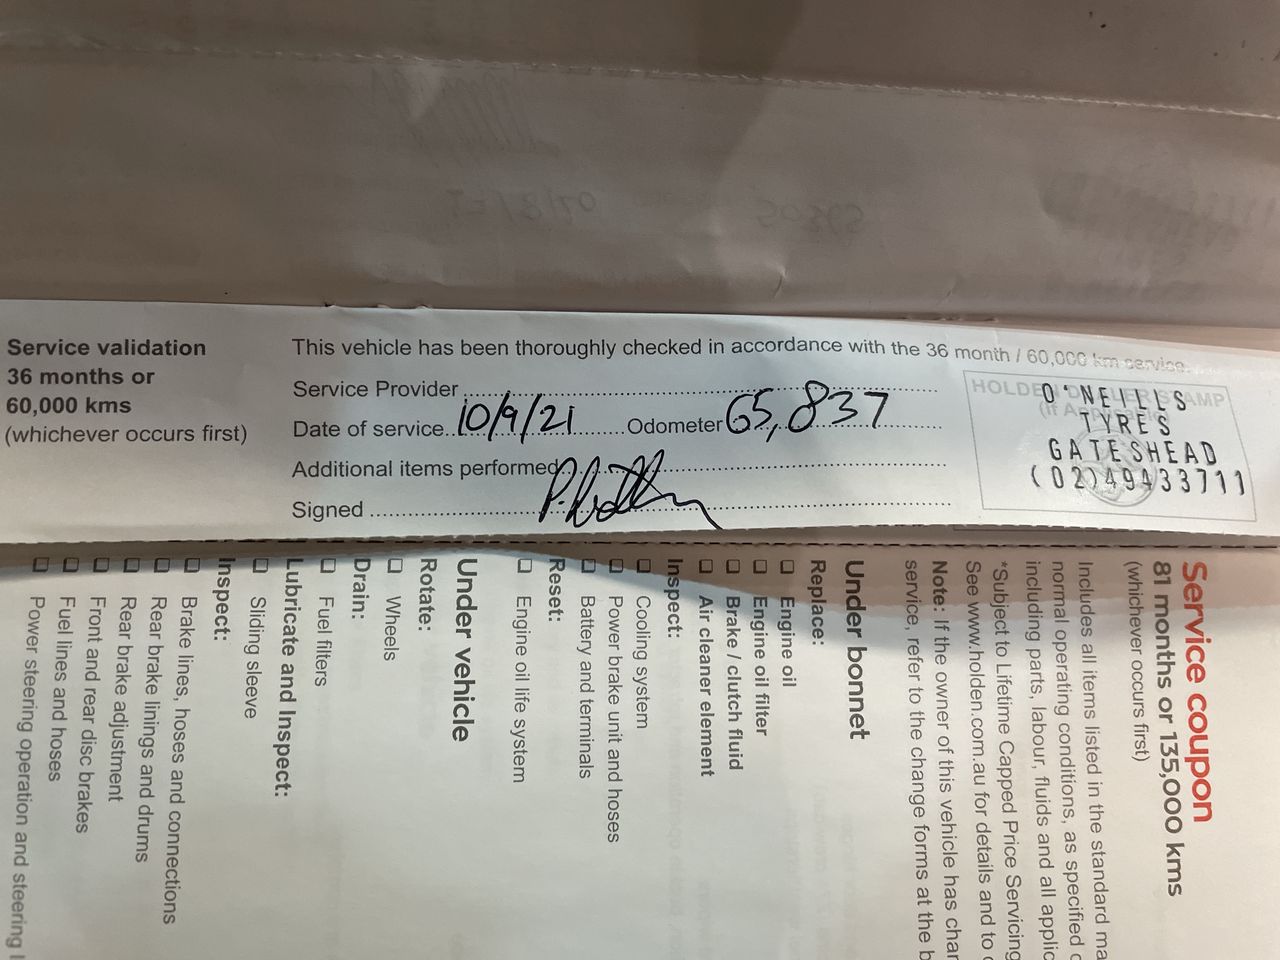 Service validation
36 months or
60,000 kms
(whichever occurs first)
This vehicle has been thoroughly checked in accordance with the 36 month / 60,000 km service.
Service Provider
Date of service 10/9/21 Odometer 65,837
Additional items performed
Signed
HOLDEN DEALER STAMP
O'NEILLS
TYRES
GATESHEAD
(02)49433711
Service coupon
81 months or 135,000 kms
(whichever occurs first)
Includes all items listed in the standard ma
normal operating conditions, as specified
including parts, labour, fluids and all applic
*Subject to Lifetime Capped Price Servicing
See www.holden.com.au for details and to
Note: If the owner of this vehicle has char
service, refer to the change forms at the b
Under bonnet
Replace:
Engine oil
Engine oil filter
Brake / clutch fluid
Air cleaner element
Inspect:
Cooling system
Power brake unit and hoses
Battery and terminals
Reset:
Engine oil life system
Under vehicle
Rotate:
Wheels
Drain:
Fuel filters
Lubricate and Inspect:
Sliding sleeve
Inspect:
Brake lines, hoses and connections
Rear brake linings and drums
Rear brake adjustment
Front and rear disc brakes
Fuel lines and hoses
Power steering operation and steering l